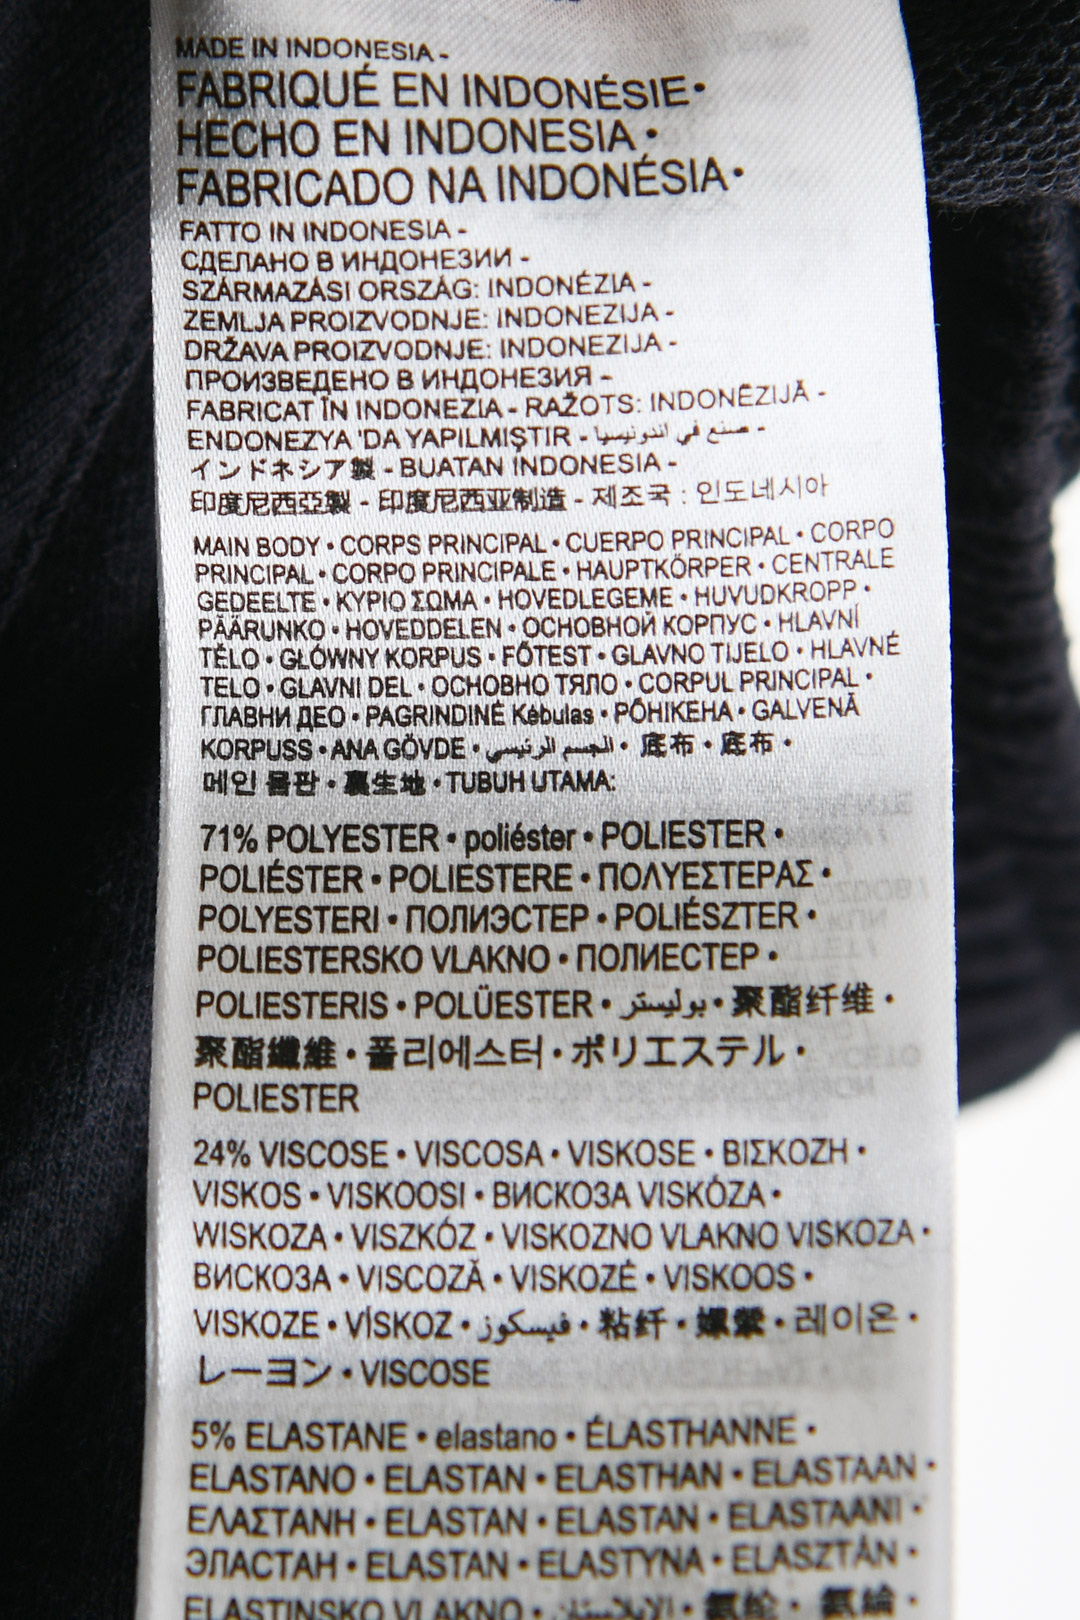 MADE IN INDONESIA -
FABRIQUÉ EN INDONÉSIE •
HECHO EN INDONESIA •
FABRICADO NA INDONÉSIA •
FATTO IN INDONESIA -
СДЕЛАНО В ИНДОНЕЗИИ -
SZÁRMAZÁSI ORSZÁG: INDONÉZIA -
ZEMLJA PROIZVODNJE: INDONEZIJA -
DRŽAVA PROIZVODNJE: INDONEZIJA -
ПРОИЗВЕДЕНО В ИНДОНЕЗИЯ -
FABRICAT ÎN INDONEZIA - RAŽOTS: INDONĒZIJĀ -
ENDONEZYA 'DA YAPILMIŞTIR - صنع في اندونيسيا -
インドネシア製 - BUATAN INDONESIA -
印度尼西亞製 - 印度尼西亚制造 - 제조국 : 인도네시아
MAIN BODY • CORPS PRINCIPAL • CUERPO PRINCIPAL • CORPO
PRINCIPAL • CORPO PRINCIPALE • HAUPTKÖRPER • CENTRALE
GEDEELTE • ΚΥΡΙΟ ΣΩΜΑ • HOVEDLEGEME • HUVUDKROPP •
PÄÄRUNKO • HOVEDDELEN • ОСНОВНОЙ КОРПУС • HLAVNÍ
TĚLO • GŁÓWNY KORPUS • FŐTEST • GLAVNO TIJELO • HLAVNÉ
TELO • GLAVNI DEL • ОСНОВНО ТЯЛО • CORPUL PRINCIPAL •
ГЛАВНИ ДЕО • PAGRINDINĖ Kėbulas • PÕHIKEHA • GALVENĀ
KORPUSS • ANA GÖVDE • الجسم الرئيسي • 底布 • 底布 •
메인 몸판 • 裏生地 • TUBUH UTAMA:
71% POLYESTER • poliéster • POLIESTER •
POLIÉSTER • POLIESTERE • ΠΟΛΥΕΣΤΕΡΑΣ •
POLYESTERI • ПОЛИЭСТЕР • POLIÉSZTER •
POLIESTERSKO VLAKNO • ПОЛИЕСТЕР •
POLIESTERIS • POLÜESTER • بوليستر • 聚酯纤维 •
聚酯纖維 • 폴리에스터 • ポリエステル •
POLIESTER
24% VISCOSE • VISCOSA • VISKOSE • ΒΙΣΚΟΖΗ •
VISKOS • VISKOOSI • ВИСКОЗА VISKÓZA •
WISKOZA • VISZKÓZ • VISKOZNO VLAKNO VISKOZA •
ВИСКОЗА • VISCOZĂ • VISKOZĖ • VISKOOS •
VISKOZE • VİSKOZ • فيسكوز • 粘纤 • 嫘縈 • 레이온 •
レーヨン • VISCOSE
5% ELASTANE • elastano • ÉLASTHANNE •
ELASTANO • ELASTAN • ELASTHAN • ELASTAAN •
ΕΛΑΣΤΑΝΗ • ELASTAN • ELASTAN • ELASTAANI •
ЭЛАСТАН • ELASTAN • ELASTYNA • ELASZTÁN •
ELASTINSKO VLAKNO • الايلاستان • 氨纶 • 氨綸 •